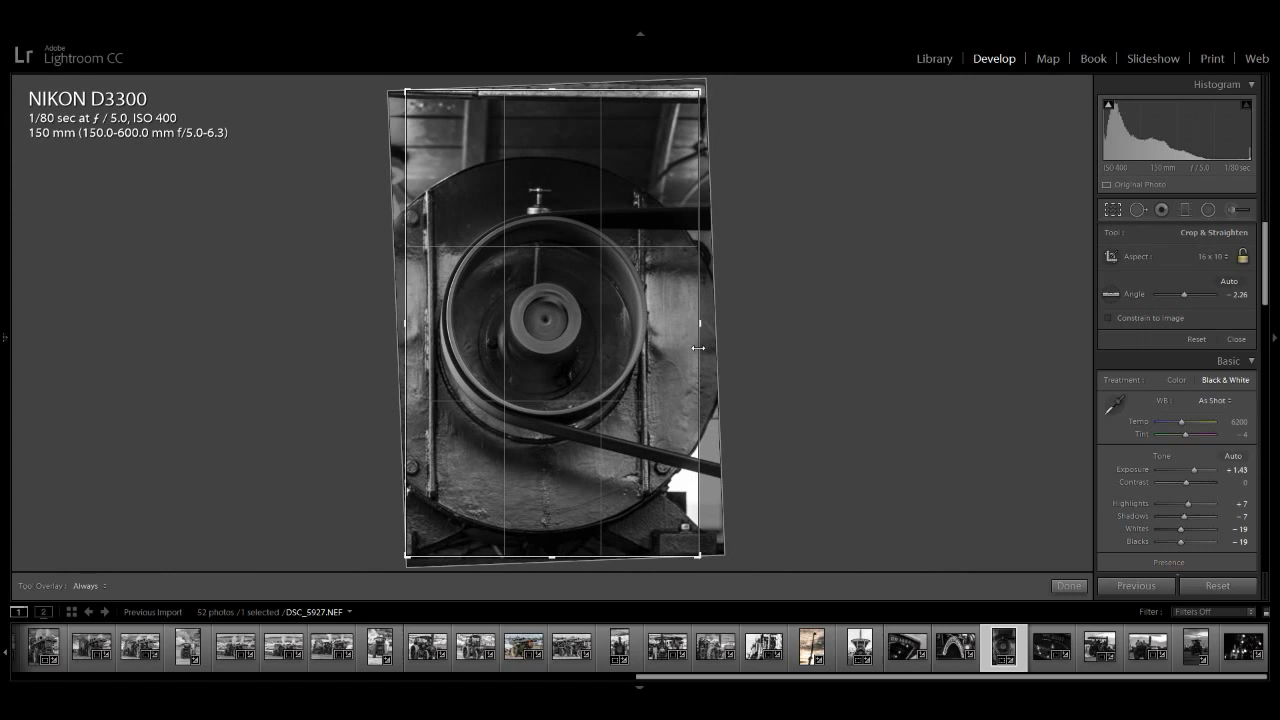 Lr Adobe
Lightroom CC
Library Develop Map Book Slideshow Print Web
NIKON D3300
1/80 sec at ƒ / 5.0, ISO 400
150 mm (150.0-600.0 mm f/5.0-6.3)
Histogram
ISO 400 150 mm ƒ / 5.0 1/80 sec
Original Photo
Tool : Crop & Straighten
Aspect : 16 x 10
Auto
Angle - 2.26
Constrain to Image
Reset Close
Basic
Treatment : Color Black & White
WB : As Shot
Temp 6200
Tint - 4
Tone Auto
Exposure + 1.43
Contrast 0
Highlights + 7
Shadows - 7
Whites - 19
Blacks - 19
Presence
Tool Overlay : Always
Done Previous Reset
1 2 Previous Import 52 photos / 1 selected / DSC_5927.NEF
Filter : Filters Off